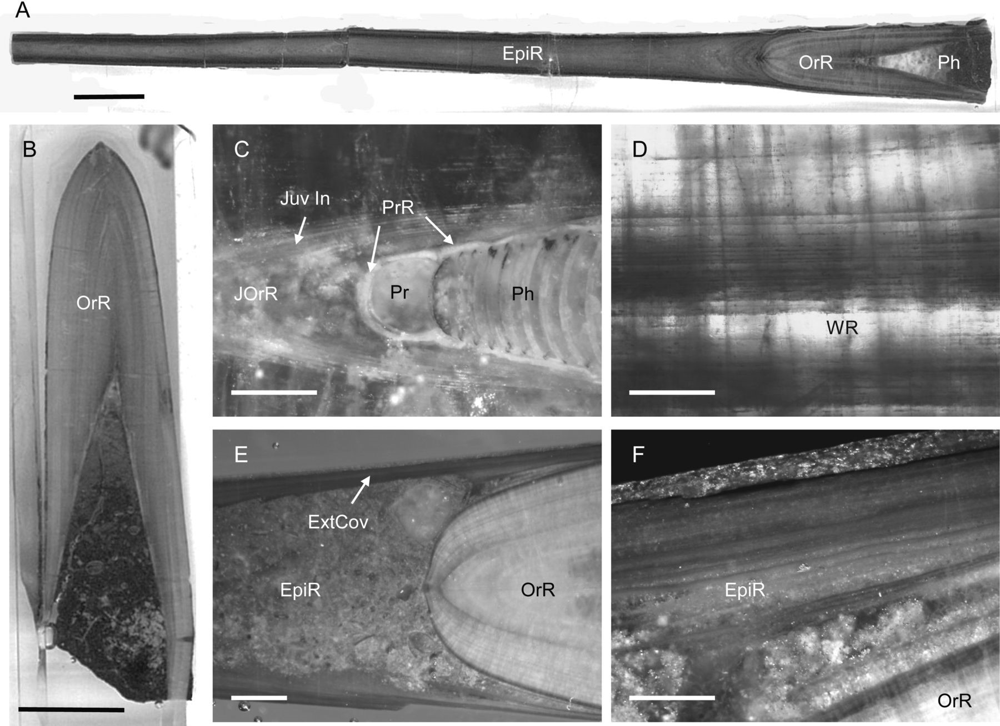 A
EpiR
OrR
Ph
B
OrR
C
Juv In
PrR
JOrR
Pr
Ph
D
WR
E
ExtCov
EpiR
OrR
F
EpiR
OrR